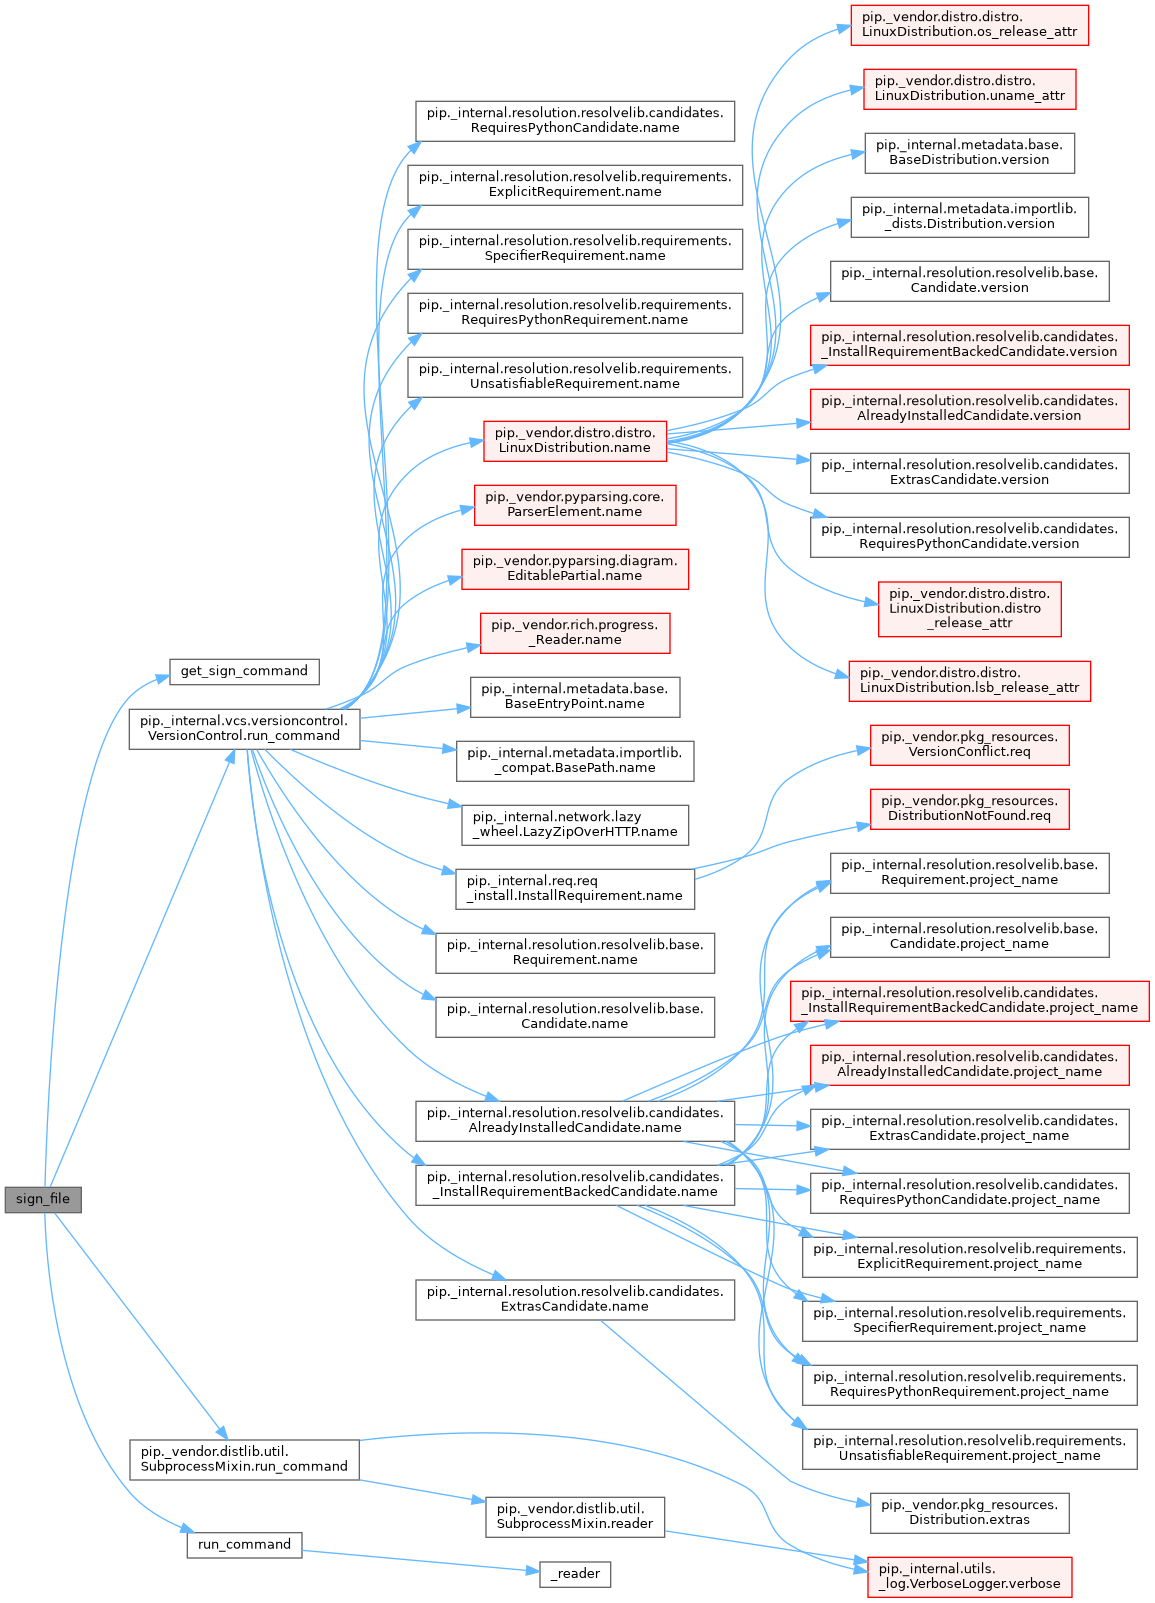 sign_file
get_sign_command
pip._internal.vcs.versioncontrol.
VersionControl.run_command
pip._vendor.distlib.util.
SubprocessMixin.run_command
run_command
pip._internal.resolution.resolvelib.candidates.
RequiresPythonCandidate.name
pip._internal.resolution.resolvelib.requirements.
ExplicitRequirement.name
pip._internal.resolution.resolvelib.requirements.
SpecifierRequirement.name
pip._internal.resolution.resolvelib.requirements.
RequiresPythonRequirement.name
pip._internal.resolution.resolvelib.requirements.
UnsatisfiableRequirement.name
pip._vendor.distro.distro.
LinuxDistribution.name
pip._vendor.pyparsing.core.
ParserElement.name
pip._vendor.pyparsing.diagram.
EditablePartial.name
pip._vendor.rich.progress.
_Reader.name
pip._internal.metadata.base.
BaseEntryPoint.name
pip._internal.metadata.importlib.
_compat.BasePath.name
pip._internal.network.lazy
_wheel.LazyZipOverHTTP.name
pip._internal.req.req
_install.InstallRequirement.name
pip._internal.resolution.resolvelib.base.
Requirement.name
pip._internal.resolution.resolvelib.base.
Candidate.name
pip._internal.resolution.resolvelib.candidates.
AlreadyInstalledCandidate.name
pip._internal.resolution.resolvelib.candidates.
_InstallRequirementBackedCandidate.name
pip._internal.resolution.resolvelib.candidates.
ExtrasCandidate.name
pip._vendor.distlib.util.
SubprocessMixin.reader
_reader
pip._vendor.distro.distro.
LinuxDistribution.os_release_attr
pip._vendor.distro.distro.
LinuxDistribution.uname_attr
pip._internal.metadata.base.
BaseDistribution.version
pip._internal.metadata.importlib.
_dists.Distribution.version
pip._internal.resolution.resolvelib.base.
Candidate.version
pip._internal.resolution.resolvelib.candidates.
_InstallRequirementBackedCandidate.version
pip._internal.resolution.resolvelib.candidates.
AlreadyInstalledCandidate.version
pip._internal.resolution.resolvelib.candidates.
ExtrasCandidate.version
pip._internal.resolution.resolvelib.candidates.
RequiresPythonCandidate.version
pip._vendor.distro.distro.
LinuxDistribution.distro
_release_attr
pip._vendor.distro.distro.
LinuxDistribution.lsb_release_attr
pip._vendor.pkg_resources.
VersionConflict.req
pip._vendor.pkg_resources.
DistributionNotFound.req
pip._internal.resolution.resolvelib.base.
Requirement.project_name
pip._internal.resolution.resolvelib.base.
Candidate.project_name
pip._internal.resolution.resolvelib.candidates.
_InstallRequirementBackedCandidate.project_name
pip._internal.resolution.resolvelib.candidates.
AlreadyInstalledCandidate.project_name
pip._internal.resolution.resolvelib.candidates.
ExtrasCandidate.project_name
pip._internal.resolution.resolvelib.candidates.
RequiresPythonCandidate.project_name
pip._internal.resolution.resolvelib.requirements.
ExplicitRequirement.project_name
pip._internal.resolution.resolvelib.requirements.
SpecifierRequirement.project_name
pip._internal.resolution.resolvelib.requirements.
RequiresPythonRequirement.project_name
pip._internal.resolution.resolvelib.requirements.
UnsatisfiableRequirement.project_name
pip._vendor.pkg_resources.
Distribution.extras
pip._internal.utils.
_log.VerboseLogger.verbose